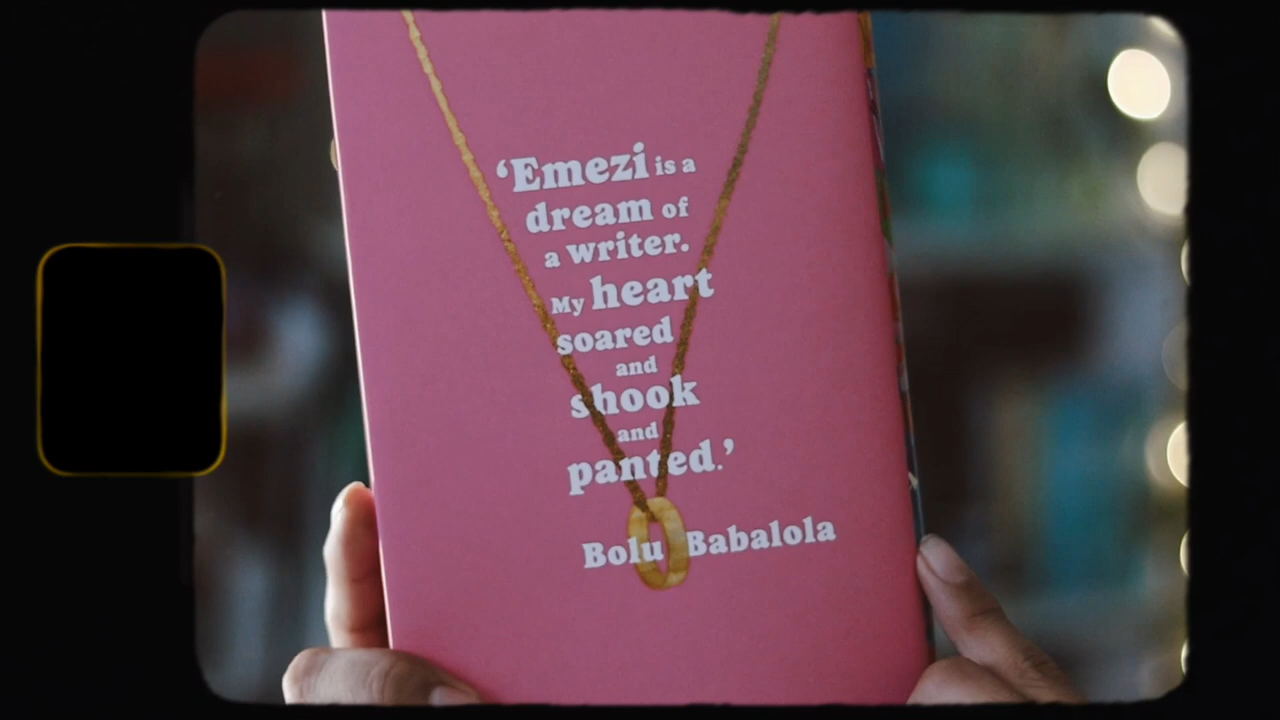 ‘Emezi is a
dream of
a writer.
My heart
soared
and
shook
and
panted.’
Bolu Babalola